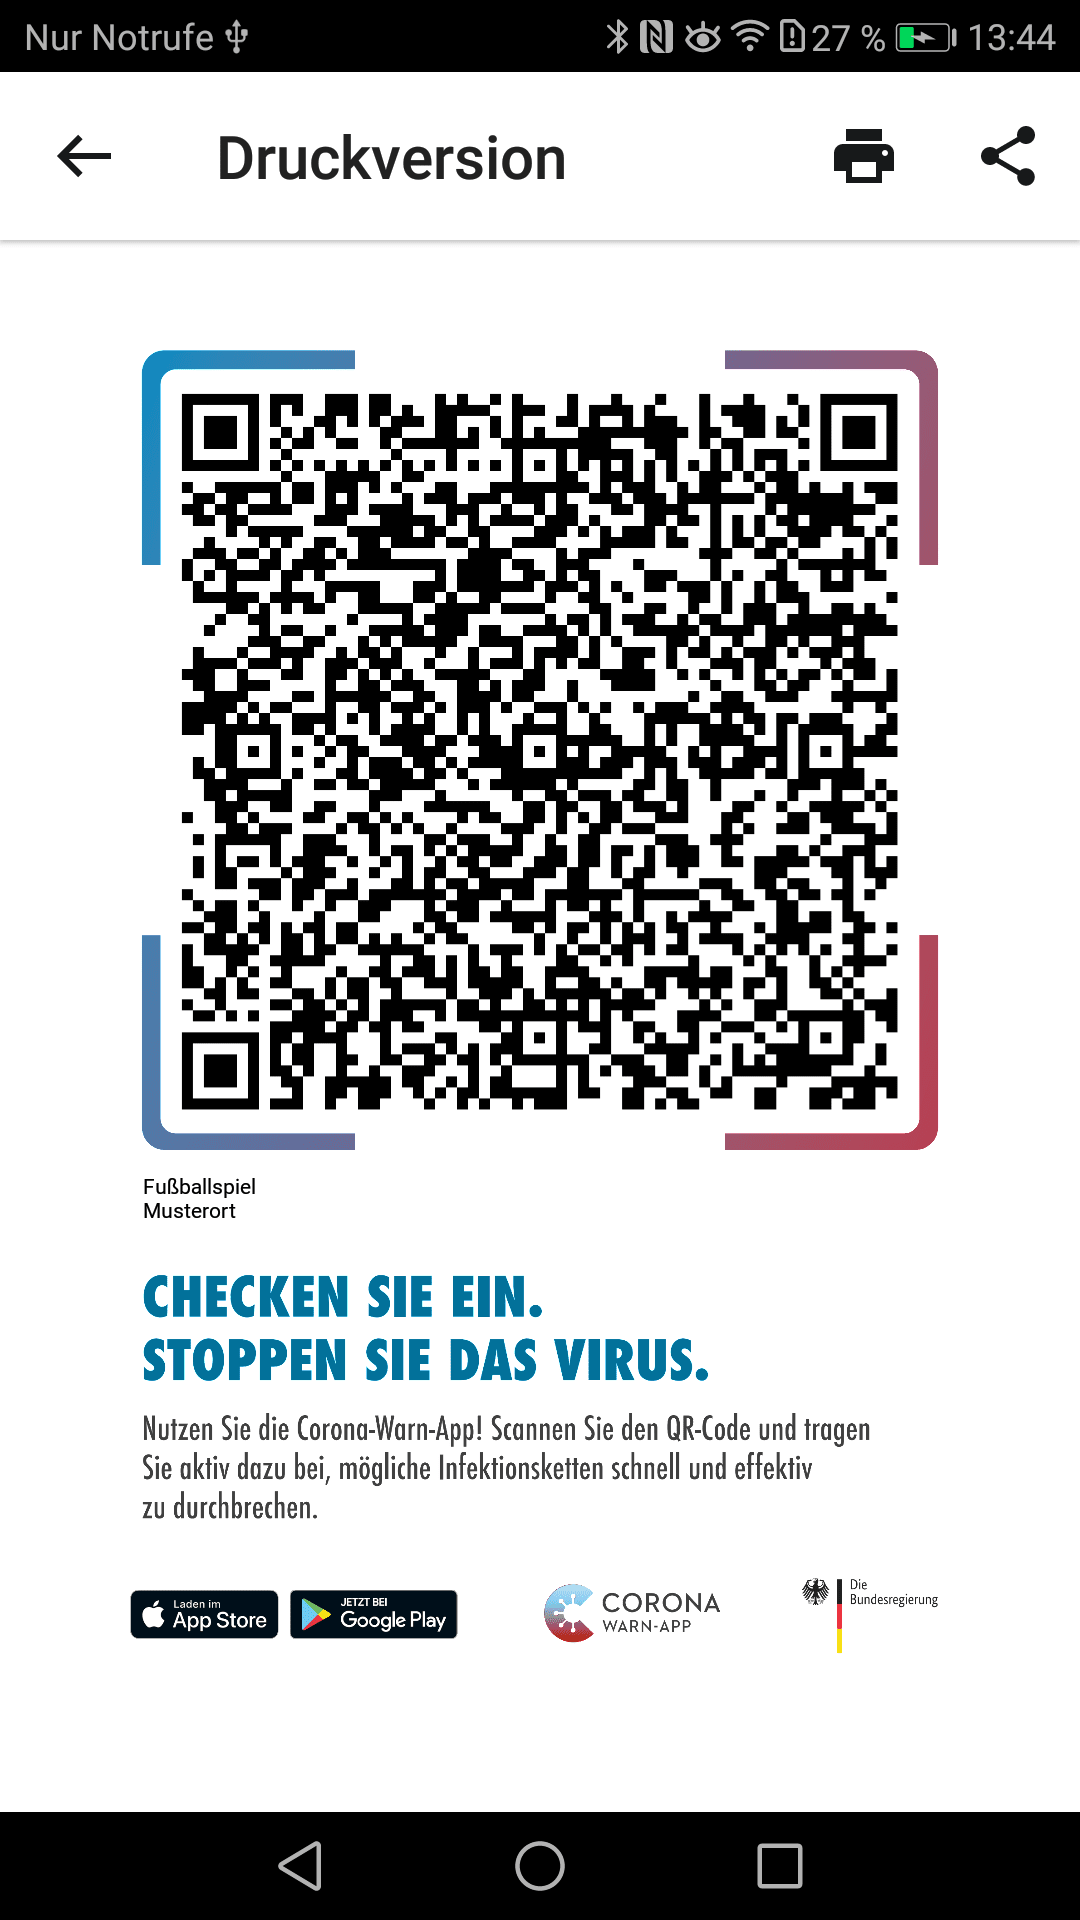 Nur Notrufe 27 % 13:44
Druckversion
Fußballspiel
Musterort
CHECKEN SIE EIN.
STOPPEN SIE DAS VIRUS.
Nutzen Sie die Corona-Warn-App! Scannen Sie den QR-Code und tragen
Sie aktiv dazu bei, mögliche Infektionsketten schnell und effektiv
zu durchbrechen.
Laden im
App Store
JETZT BEI
Google Play
CORONA
WARN-APP
Die
Bundesregierung